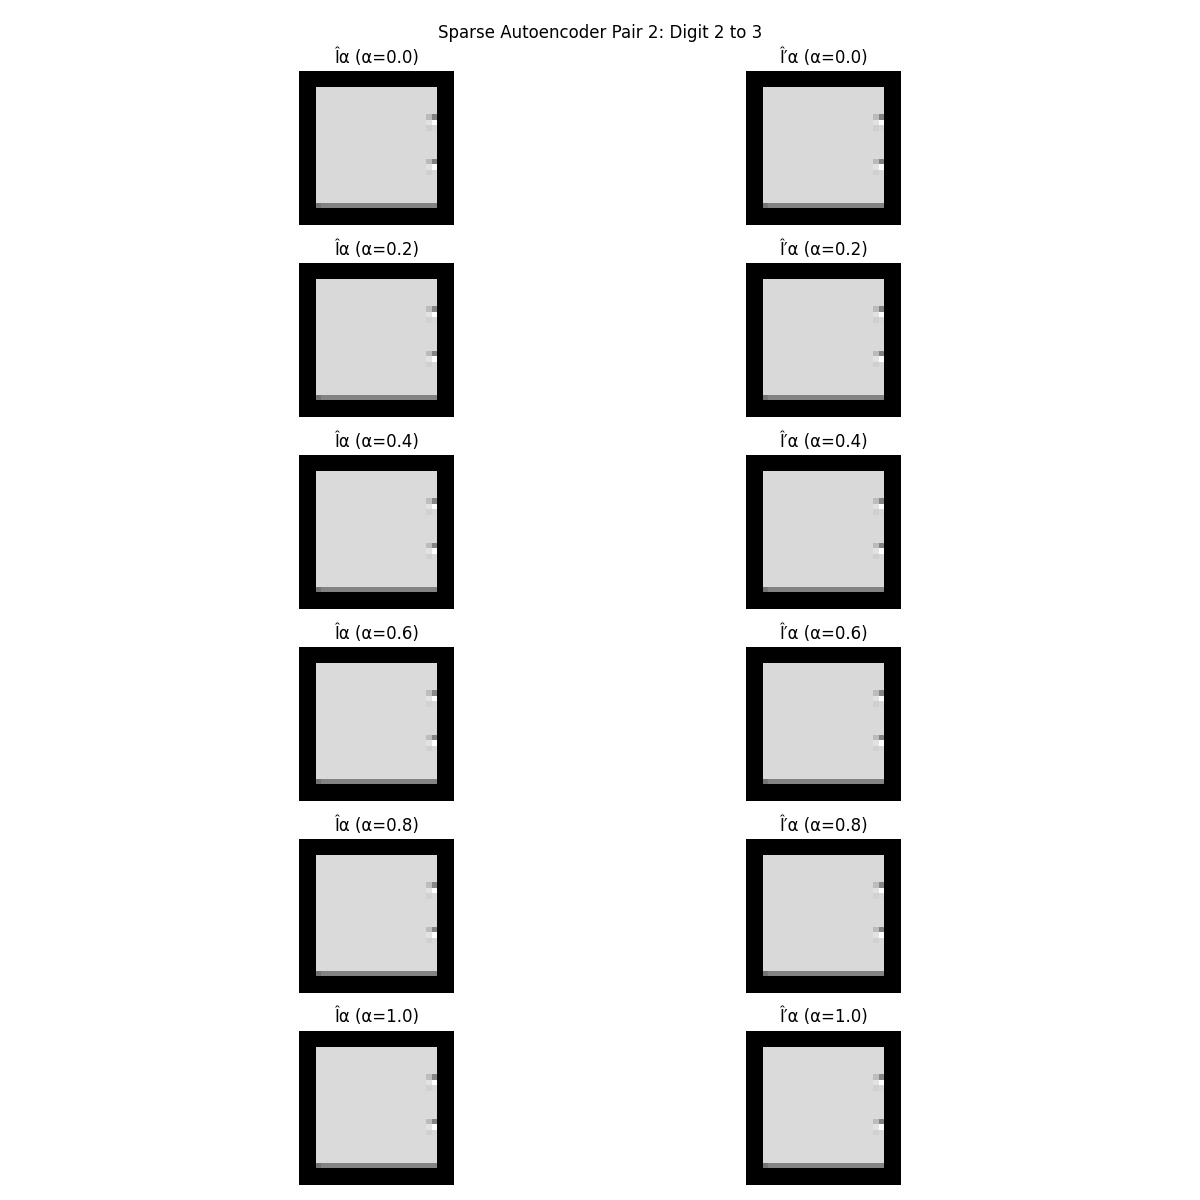 Sparse Autoencoder Pair 2: Digit 2 to 3
Îα (α=0.0) Î′α (α=0.0)
Îα (α=0.2) Î′α (α=0.2)
Îα (α=0.4) Î′α (α=0.4)
Îα (α=0.6) Î′α (α=0.6)
Îα (α=0.8) Î′α (α=0.8)
Îα (α=1.0) Î′α (α=1.0)